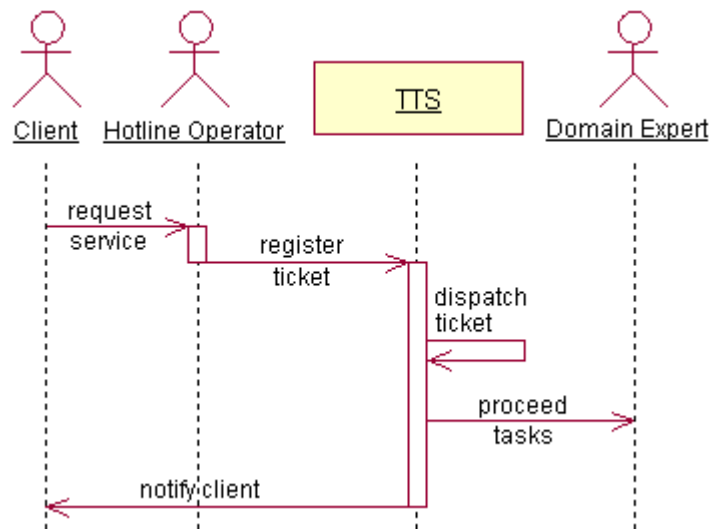 TTS
Client
Hotline Operator
Domain Expert
request
service
register
ticket
dispatch
ticket
proceed
tasks
notify client